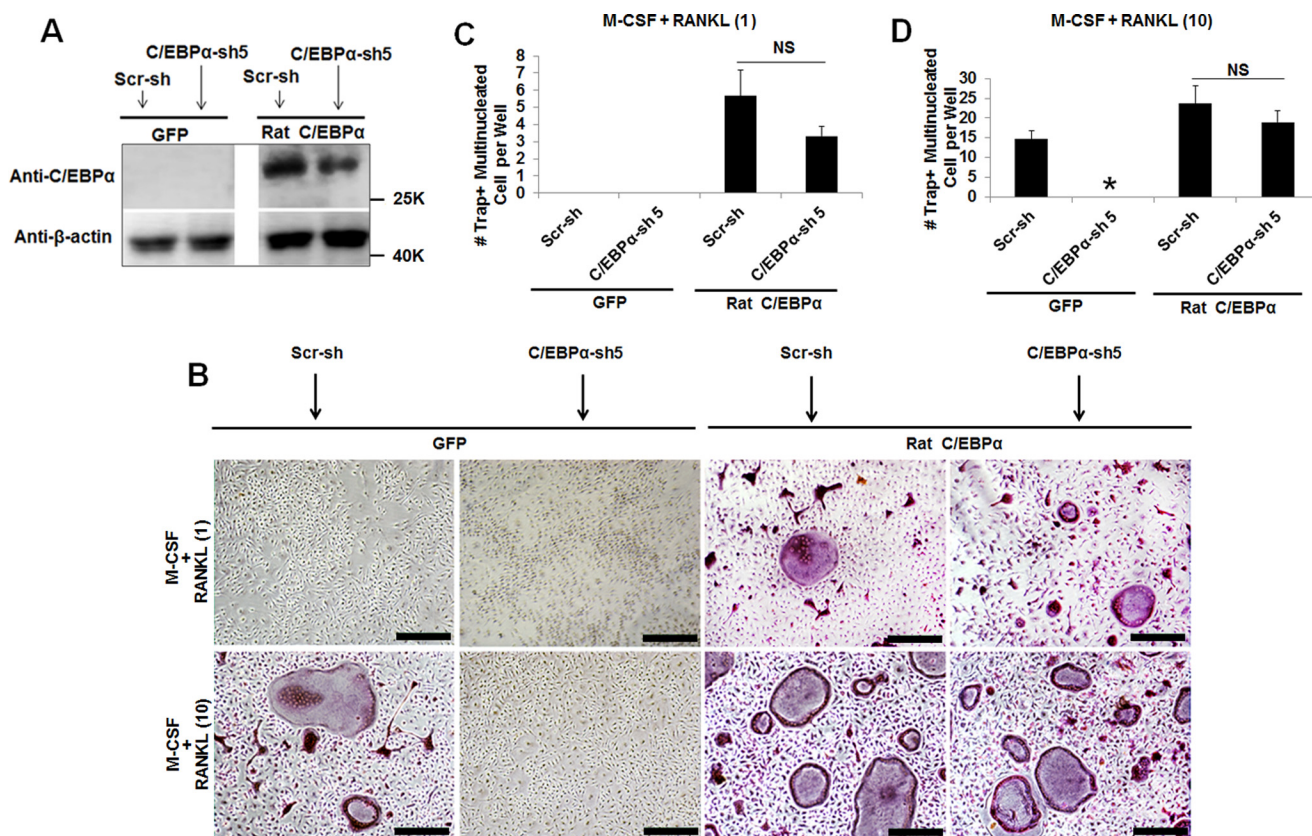 A
C/EBPα-sh5
C/EBPα-sh5
Scr-sh
Scr-sh
GFP
Rat C/EBPα
Anti-C/EBPα
25K
Anti-β-actin
40K
C
M-CSF + RANKL (1)
# Trap+ Multinucleated
Cell per Well
8
7
6
5
4
3
2
1
0
NS
Scr-sh
C/EBPα-sh 5
Scr-sh
C/EBPα-sh 5
GFP
Rat C/EBPα
D
M-CSF + RANKL (10)
# Trap+ Multinucleated
Cell per Well
30
25
20
15
10
5
0
*
NS
Scr-sh
C/EBPα-sh 5
Scr-sh
C/EBPα-sh 5
GFP
Rat C/EBPα
B
Scr-sh
C/EBPα-sh5
Scr-sh
C/EBPα-sh5
GFP
Rat C/EBPα
M-CSF
+
RANKL (1)
M-CSF
+
RANKL (10)